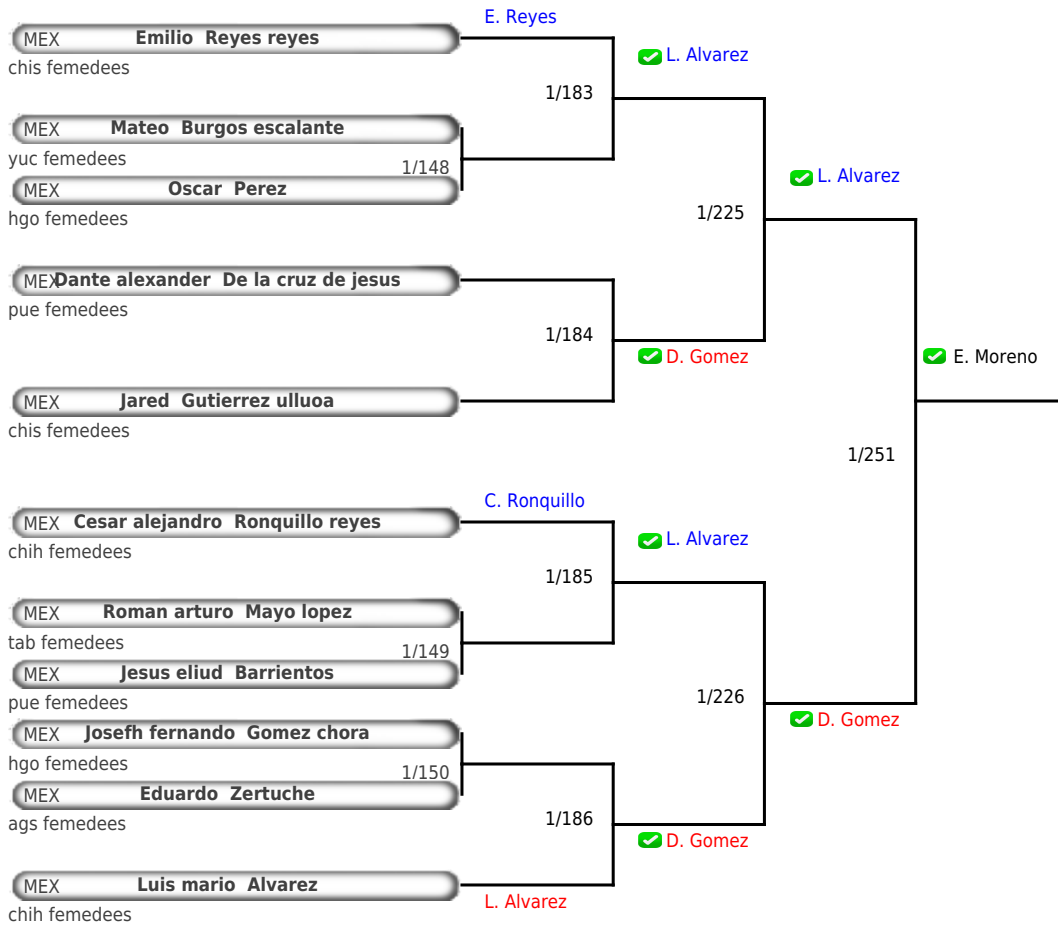 E. Reyes
MEX Emilio Reyes reyes
chis femedees
L. Alvarez
1/183
MEX Mateo Burgos escalante
yuc femedees
1/148
MEX Oscar Perez
hgo femedees
L. Alvarez
1/225
MEX Dante alexander De la cruz de jesus
pue femedees
1/184
D. Gomez
E. Moreno
MEX Jared Gutierrez ulluoa
chis femedees
1/251
C. Ronquillo
MEX Cesar alejandro Ronquillo reyes
chih femedees
L. Alvarez
1/185
MEX Roman arturo Mayo lopez
tab femedees
1/149
MEX Jesus eliud Barrientos
pue femedees
1/226
D. Gomez
MEX Josefh fernando Gomez chora
hgo femedees
1/150
MEX Eduardo Zertuche
ags femedees
1/186
D. Gomez
MEX Luis mario Alvarez
chih femedees
L. Alvarez